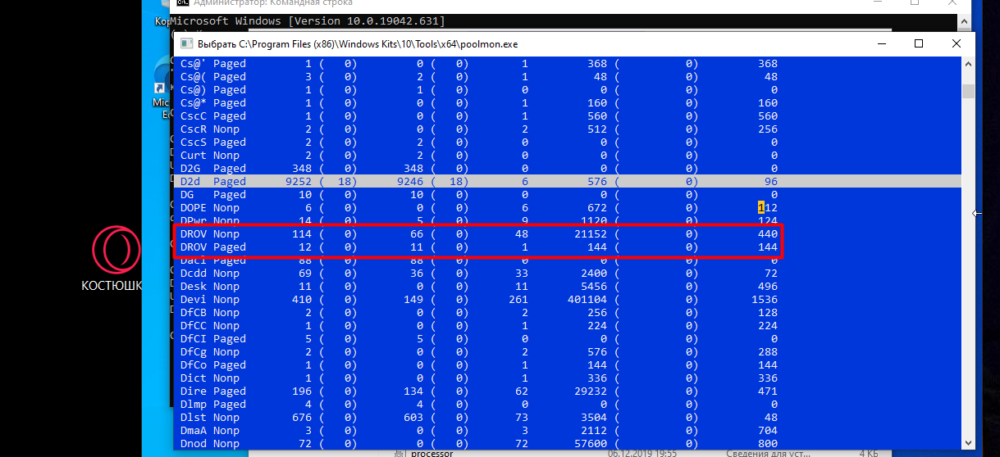 Администратор: Командная строка
Microsoft Windows [Version 10.0.19042.631]
Выбрать C:\Program Files (x86)\Windows Kits\10\Tools\x64\poolmon.exe
Cs@' Paged 1 ( 0) 0 ( 0) 1 368 ( 0) 368
Cs@( Paged 3 ( 0) 2 ( 0) 1 48 ( 0) 48
Cs@) Paged 1 ( 0) 1 ( 0) 0 0 ( 0) 0
Cs@* Paged 1 ( 0) 0 ( 0) 1 160 ( 0) 160
CscC Paged 1 ( 0) 0 ( 0) 1 560 ( 0) 560
CscR Nonp 2 ( 0) 0 ( 0) 2 512 ( 0) 256
CscS Paged 2 ( 0) 2 ( 0) 0 0 ( 0) 0
Curt Nonp 2 ( 0) 2 ( 0) 0 0 ( 0) 0
D2G Paged 348 ( 0) 348 ( 0) 0 0 ( 0) 0
D2d Paged 9252 ( 18) 9246 ( 18) 6 576 ( 0) 96
DG Paged 10 ( 0) 10 ( 0) 0 0 ( 0) 0
DOPE Nonp 6 ( 0) 0 ( 0) 6 672 ( 0) 112
DPwr Nonp 14 ( 0) 5 ( 0) 9 1120 ( 0) 124
DROV Nonp 114 ( 0) 66 ( 0) 48 21152 ( 0) 440
DROV Paged 12 ( 0) 11 ( 0) 1 144 ( 0) 144
Dacl Paged 88 ( 0) 88 ( 0) 0 0 ( 0) 0
Dcdd Nonp 69 ( 0) 36 ( 0) 33 2400 ( 0) 72
Desk Nonp 11 ( 0) 0 ( 0) 11 5456 ( 0) 496
Devi Nonp 410 ( 0) 149 ( 0) 261 401104 ( 0) 1536
DfCB Nonp 2 ( 0) 0 ( 0) 2 256 ( 0) 128
DfCC Nonp 1 ( 0) 0 ( 0) 1 224 ( 0) 224
DfCI Paged 5 ( 0) 5 ( 0) 0 0 ( 0) 0
DfCg Nonp 2 ( 0) 0 ( 0) 2 576 ( 0) 288
DfCo Paged 1 ( 0) 0 ( 0) 1 144 ( 0) 144
Dict Nonp 1 ( 0) 0 ( 0) 1 336 ( 0) 336
Dire Paged 196 ( 0) 134 ( 0) 62 29232 ( 0) 471
Dlmp Paged 4 ( 0) 4 ( 0) 0 0 ( 0) 0
Dlst Nonp 676 ( 0) 603 ( 0) 73 3504 ( 0) 48
DmaA Nonp 3 ( 0) 0 ( 0) 3 2112 ( 0) 704
Dnod Nonp 72 ( 0) 0 ( 0) 72 57600 ( 0) 800
КОСТЮШК
processor 06.12.2019 19:55 Сведения для уст... 4 КБ